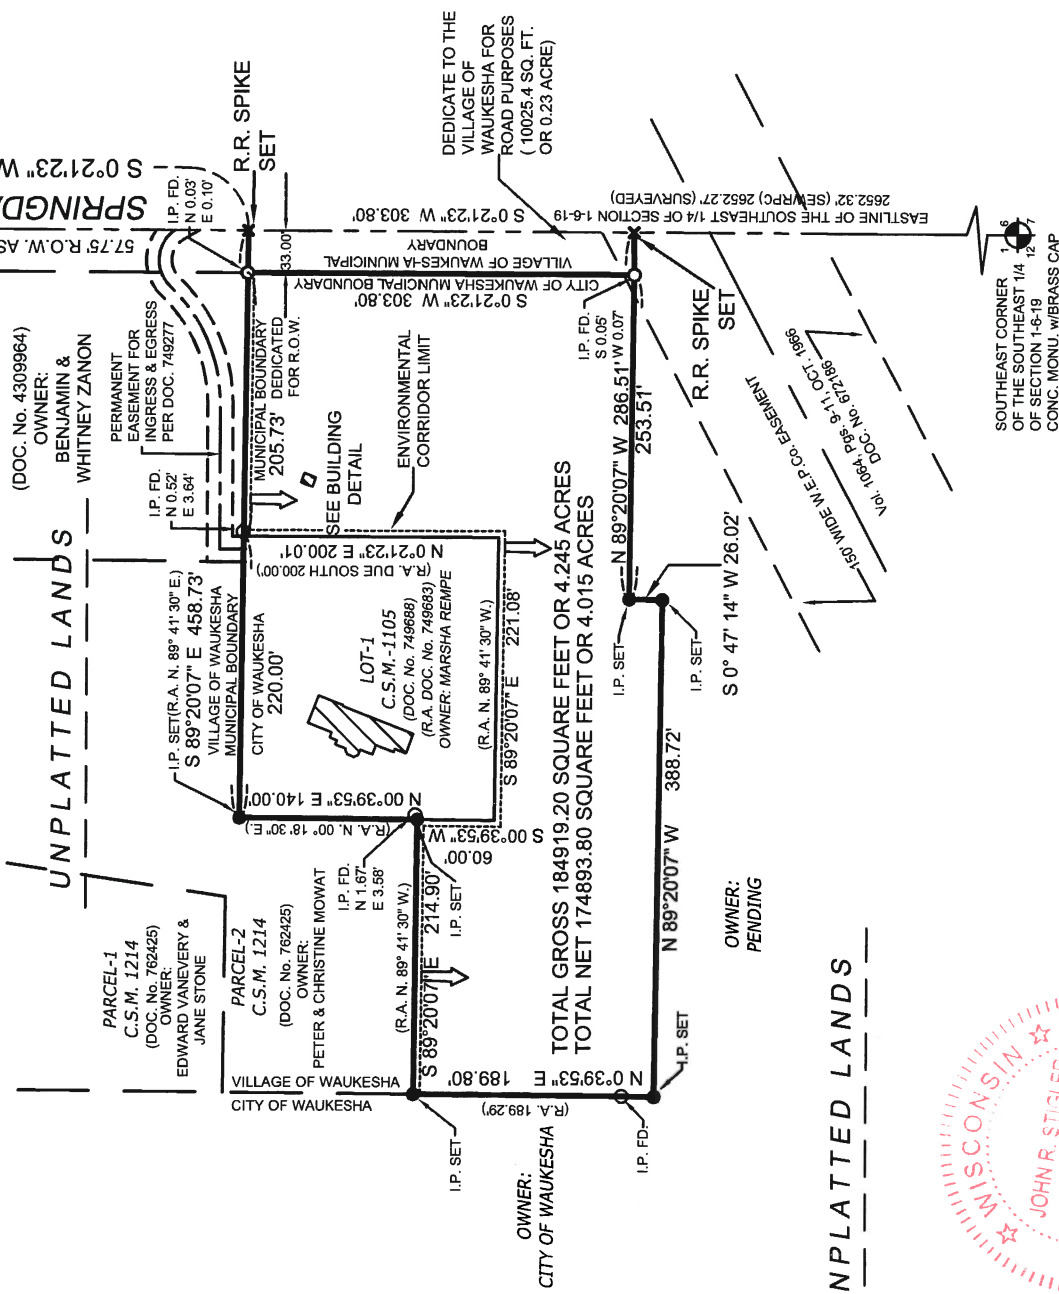 (DOC. No. 4309964)
OWNER:
BENJAMIN &
WHITNEY ZANON
PERMANENT
EASEMENT FOR
INGRESS & EGRESS
PER DOC. 749277
57.75' R.O.W. AS
SPRINGDA
S 0°21'23" W
I.P. FD.
N 0.03'
E 0.10'
R.R. SPIKE
SET
33.00'
DEDICATE TO THE
VILLAGE OF
WAUKESHA FOR
ROAD PURPOSES
( 10025.4 SQ. FT.
OR 0.23 ACRE)
UNPLATTED LANDS
I.P. FD.
N 0.52'
E 3.64'
I.P. SET
(R.A. N. 89° 41' 30" E.)
S 89°20'07" E 458.73'
VILLAGE OF WAUKESHA
MUNICIPAL BOUNDARY
CITY OF WAUKESHA
220.00'
MUNICIPAL BOUNDARY
205.73'
DEDICATED
FOR R.O.W.
SEE BUILDING
DETAIL
ENVIRONMENTAL
CORRIDOR LIMIT
S 0°21'23" W 303.80'
CITY OF WAUKESHA MUNICIPAL BOUNDARY
VILLAGE OF WAUKESHA MUNICIPAL
BOUNDARY
S 0°21'23" W 303.80'
EASTLINE OF THE SOUTHEAST 1/4 OF SECTION 1-6-19
2652.32' (SEWRPC) 2652.27' (SURVEYED)
N 0°21'23" E 200.01'
(R.A. DUE SOUTH 200.00')
LOT-1
C.S.M.-1105
(DOC. No. 749688)
(R.A. DOC. No. 749683)
OWNER: MARSHA REMPE
(R.A. N. 89° 41' 30" W.)
S 89°20'07" E 221.08'
N 00°39'53" E 140.00'
(R.A. N. 00° 18' 30" E.)
S 00°39'53" W
60.00'
I.P. FD.
N 1.67'
E 3.58'
I.P. SET
PARCEL-1
C.S.M. 1214
(DOC. No. 762425)
OWNER:
EDWARD VANEVERY &
JANE STONE
PARCEL-2
C.S.M. 1214
(DOC. No. 762425)
OWNER:
PETER & CHRISTINE MOWAT
(R.A. N. 89° 41' 30" W.)
S 89°20'07" E 214.90'
VILLAGE OF WAUKESHA
CITY OF WAUKESHA
I.P. SET
N 0°39'53" E 189.80'
(R.A. 189.29')
I.P. FD.
I.P. SET
OWNER:
CITY OF WAUKESHA
TOTAL GROSS 184919.20 SQUARE FEET OR 4.245 ACRES
TOTAL NET 174893.80 SQUARE FEET OR 4.015 ACRES
N 89°20'07" W 388.72'
OWNER:
PENDING
I.P. SET
I.P. SET
S 0° 47' 14" W 26.02'
N 89°20'07" W 286.51'
253.51'
I.P. FD.
S 0.05'
W 0.07'
R.R. SPIKE
SET
150' WIDE W.E.P.Co. EASEMENT
Vol. 1064, Pgs. 9-11, OCT. 1966
DOC. No. 672186
SOUTHEAST CORNER
OF THE SOUTHEAST 1/4
OF SECTION 1-6-19
CONC. MONU. w/BRASS CAP
1 6
12 7
NPLATTED LANDS
WISCONSIN
JOHN R.